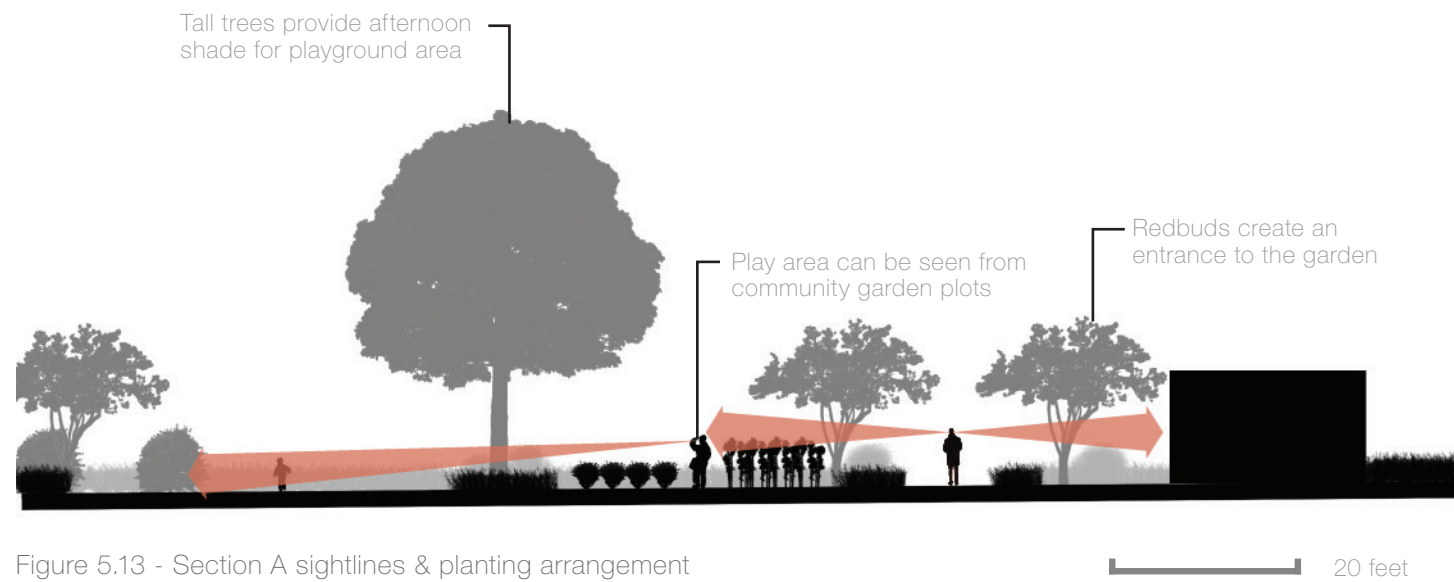 Tall trees provide afternoon
shade for playground area
Play area can be seen from
community garden plots
Redbuds create an
entrance to the garden
Figure 5.13 - Section A sightlines & planting arrangement
20 feet